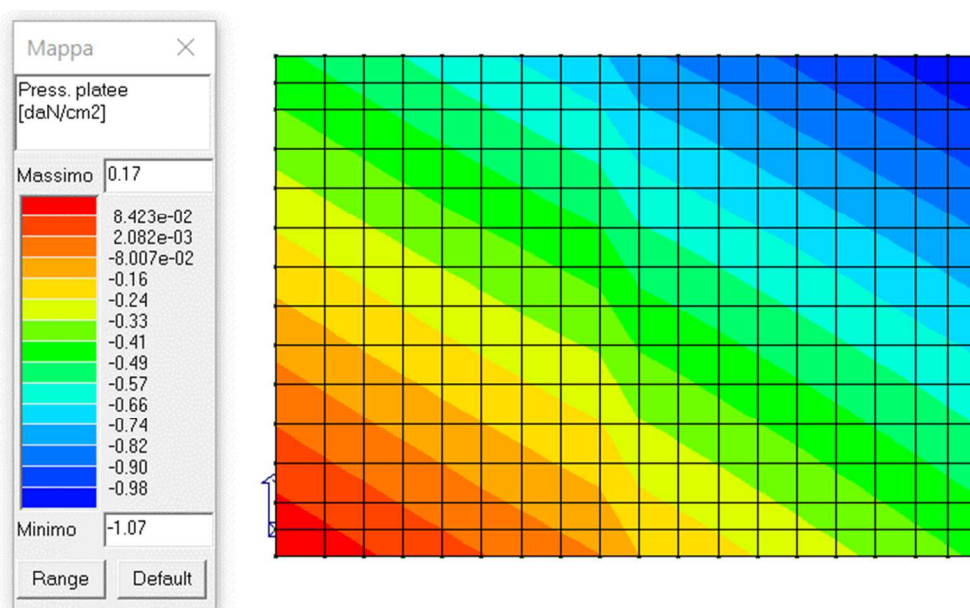 Mappa
Press. platee
[daN/cm2]
Massimo 0.17
8.423e-02
2.082e-03
-8.007e-02
-0.16
-0.24
-0.33
-0.41
-0.49
-0.57
-0.66
-0.74
-0.82
-0.90
-0.98
Minimo -1.07
Range Default